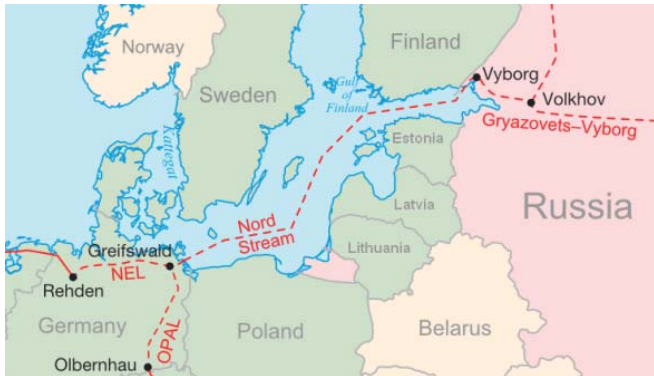 Norway
Finland
Sweden
Gulf
of
Finland
Vyborg
Volkhov
Gryazovets–Vyborg
Kattegat
Estonia
Russia
Latvia
Nord
Stream
Lithuania
Greifswald
NEL
Rehden
OPAL
Germany
Poland
Belarus
Olbernhau